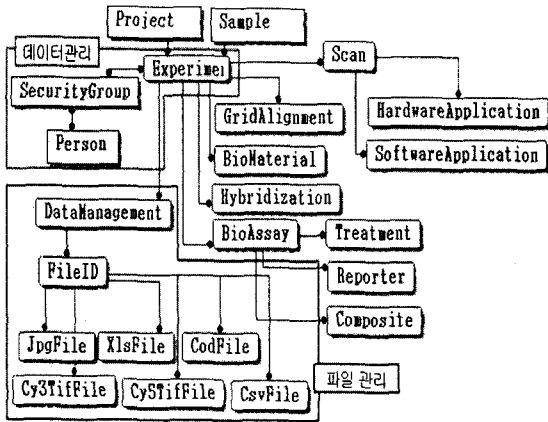 Project
Sample
데이터관리
Experimen
Scan
SecurityGroup
GridAlignment
HardwareApplication
Person
BioMaterial
SoftwareApplication
Hybridization
DataManagement
BioAssay
Treatment
FileID
Reporter
Composite
JpgFile
XlsFile
CodFile
파일 관리
Cy3TifFile
Cy5TifFile
CsvFile